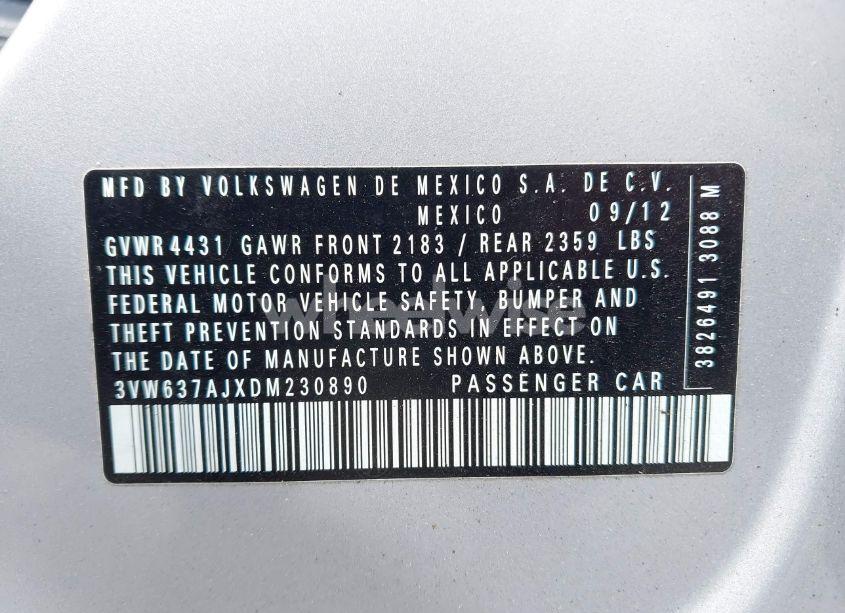 MFD BY VOLKSWAGEN DE MEXICO S.A. DE C.V.
MEXICO 09/12
GVWR 4431 GAWR FRONT 2183 / REAR 2359 LBS
THIS VEHICLE CONFORMS TO ALL APPLICABLE U.S.
FEDERAL MOTOR VEHICLE SAFETY, BUMPER AND
THEFT PREVENTION STANDARDS IN EFFECT ON
THE DATE OF MANUFACTURE SHOWN ABOVE.
3VW637AJXDM230890 PASSENGER CAR
3826491 3088 M
wheelwise